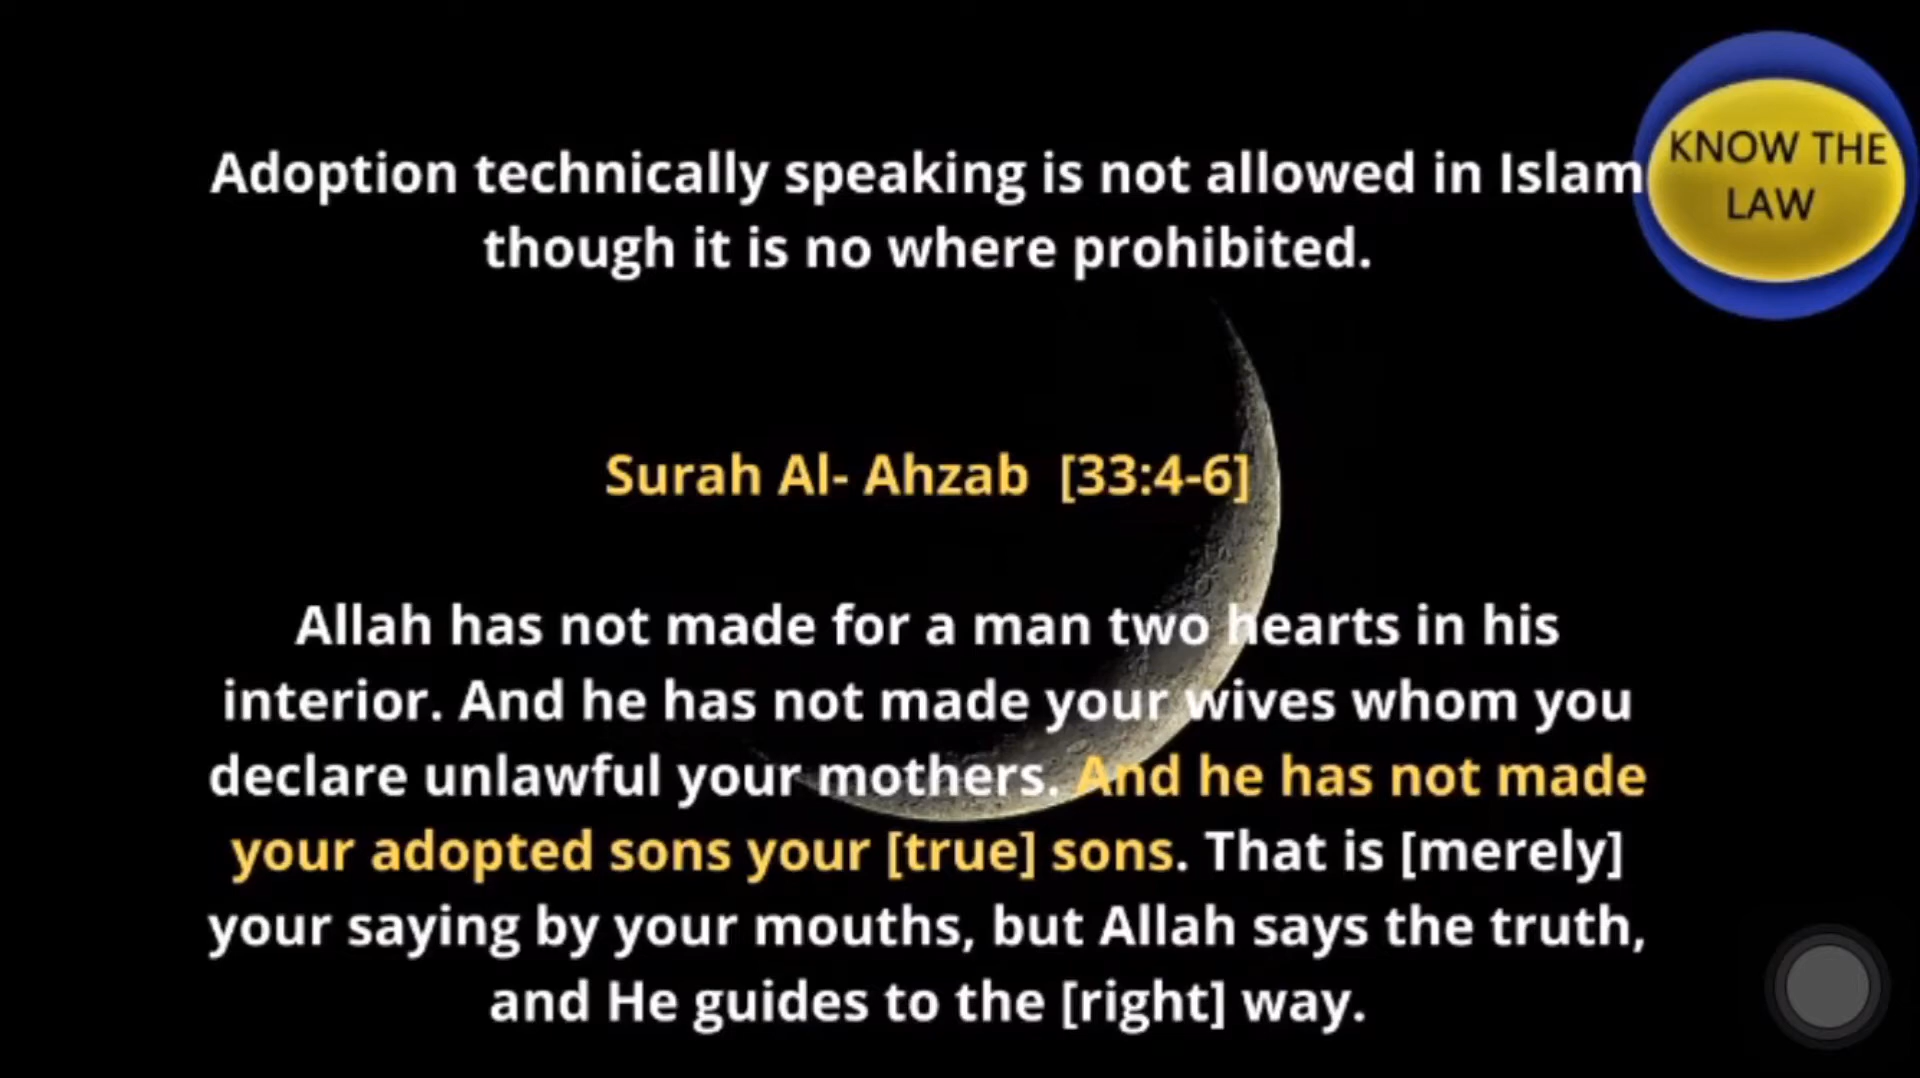 Adoption technically speaking is not allowed in Islam
though it is no where prohibited.
KNOW THE
LAW
Surah Al- Ahzab [33:4-6]
Allah has not made for a man two hearts in his
interior. And he has not made your wives whom you
declare unlawful your mothers. And he has not made
your adopted sons your [true] sons. That is [merely]
your saying by your mouths, but Allah says the truth,
and He guides to the [right] way.